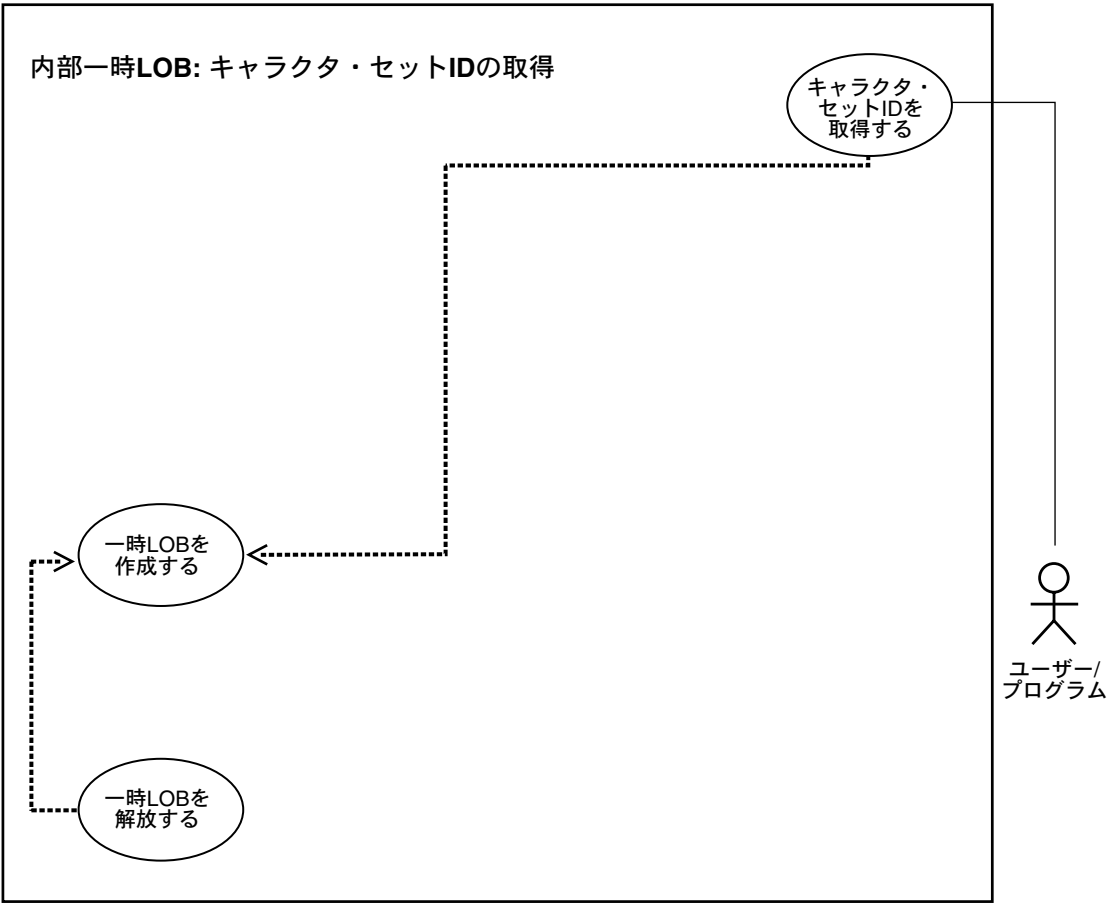 内部一時LOB: キャラクタ・セットIDの取得
キャラクタ・
セットIDを
取得する
一時LOBを
作成する
ユーザー/
プログラム
一時LOBを
解放する